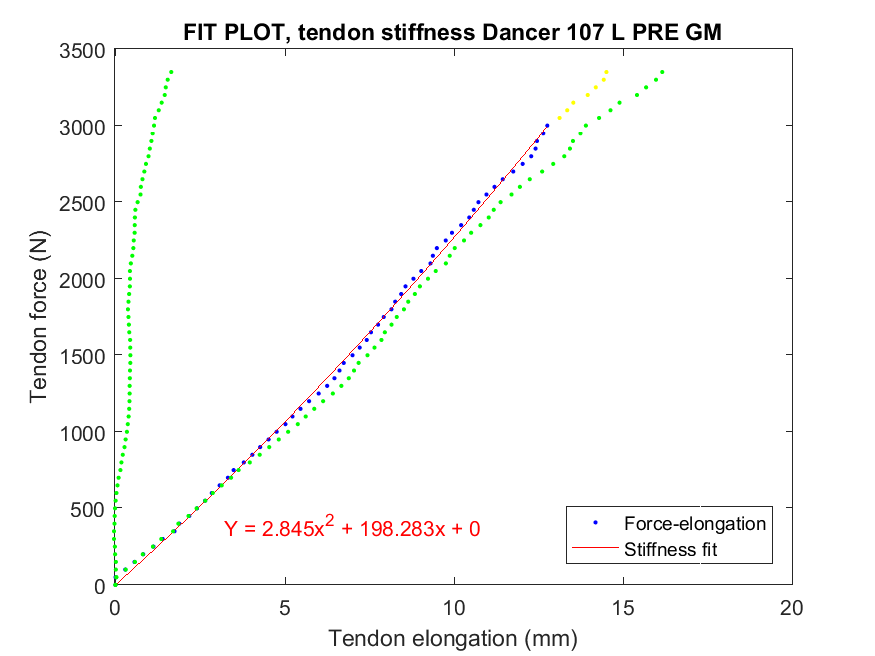 FIT PLOT, tendon stiffness Dancer 107 L PRE GM
3500
3000
2500
2000
1500
1000
500
0
Tendon force (N)
Y = 2.845x² + 198.283x + 0
Force-elongation
Stiffness fit
0 5 10 15 20
Tendon elongation (mm)